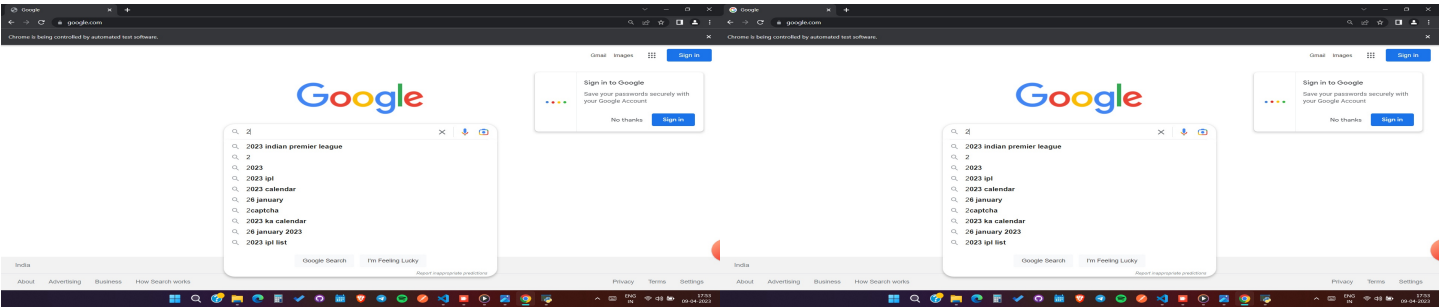 Google
google.com
Chrome is being controlled by automated test software.
Gmail Images Sign in
Google
Sign in to Google
Save your passwords securely with
your Google Account
No thanks Sign in
2
2023 indian premier league
2
2023
2023 ipl
2023 calendar
26 january
2captcha
2023 ka calendar
26 january 2023
2023 ipl list
Google Search I'm Feeling Lucky
Report inappropriate predictions
India
About Advertising Business How Search works
Privacy Terms Settings
ENG
IN
17:53
09-04-2023
Google
google.com
Chrome is being controlled by automated test software.
Gmail Images Sign in
Google
Sign in to Google
Save your passwords securely with
your Google Account
No thanks Sign in
2
2023 indian premier league
2
2023
2023 ipl
2023 calendar
26 january
2captcha
2023 ka calendar
26 january 2023
2023 ipl list
Google Search I'm Feeling Lucky
Report inappropriate predictions
India
About Advertising Business How Search works
Privacy Terms Settings
ENG
IN
17:53
09-04-2023